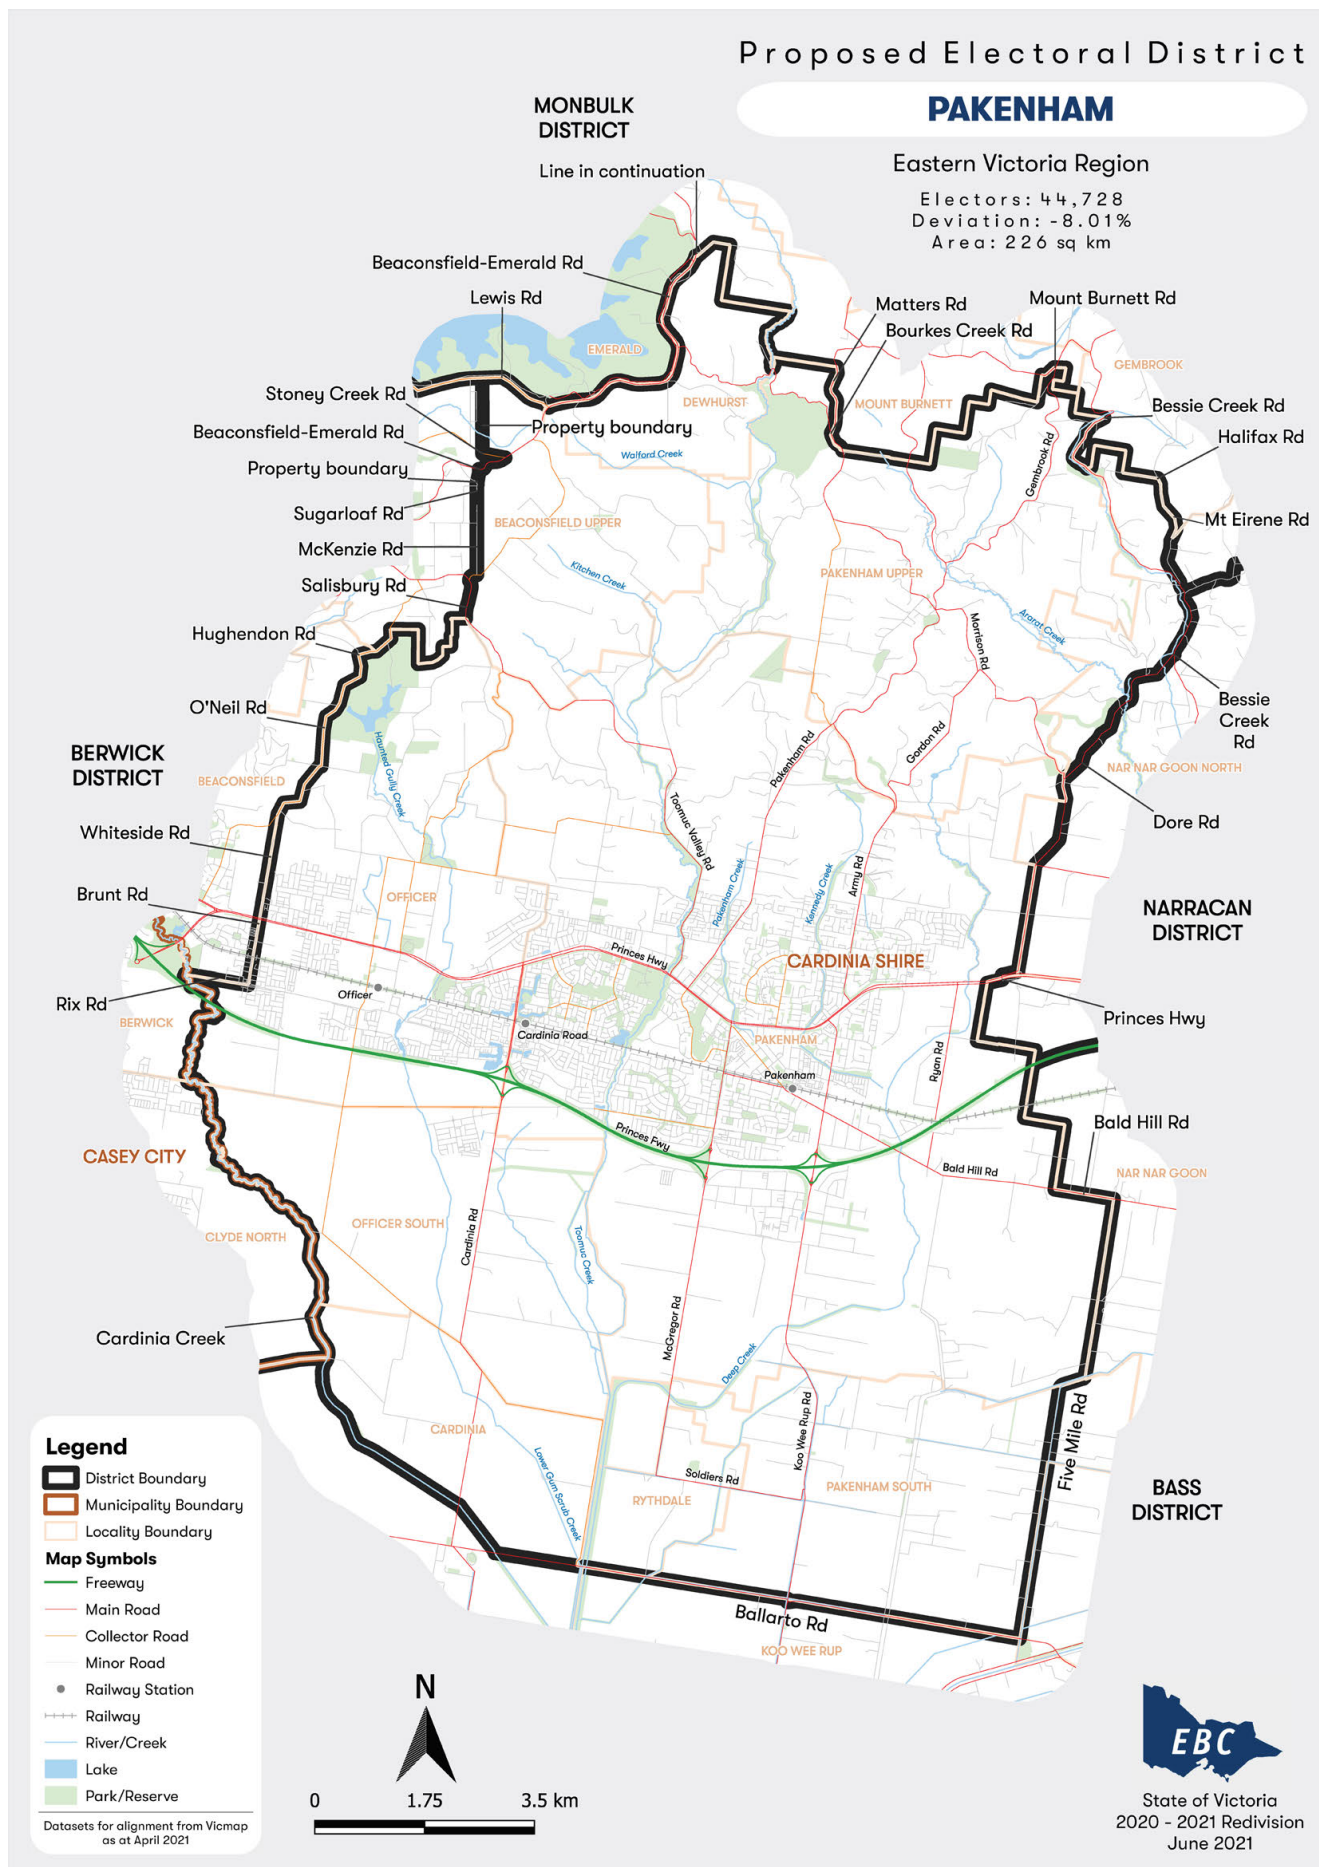 Proposed Electoral District
PAKENHAM
Eastern Victoria Region
Electors: 44,728
Deviation: -8.01%
Area: 226 sq km
MONBULK
DISTRICT
Line in continuation
Beaconsfield-Emerald Rd
Lewis Rd
Matters Rd
Mount Burnett Rd
Bourkes Creek Rd
EMERALD
GEMBROOK
Stoney Creek Rd
DEWHURST
MOUNT BURNETT
Bessie Creek Rd
Beaconsfield-Emerald Rd
Property boundary
Halifax Rd
Walford Creek
Property boundary
Gembrook Rd
Sugarloaf Rd
BEACONSFIELD UPPER
Mt Eirene Rd
McKenzie Rd
Kitchen Creek
PAKENHAM UPPER
Salisbury Rd
Ararat Creek
Hughendon Rd
Morrison Rd
O'Neil Rd
Bessie
Creek
Rd
BERWICK
DISTRICT
Haunted Gully Creek
Pakenham Rd
Gordon Rd
BEACONSFIELD
NAR NAR GOON NORTH
Whiteside Rd
Toomuc Valley Rd
Dore Rd
Brunt Rd
OFFICER
Pakenham Creek
Kennedy Creek
Army Rd
NARRACAN
DISTRICT
Princes Hwy
CARDINIA SHIRE
Officer
Rix Rd
BERWICK
Cardinia Road
PAKENHAM
Princes Hwy
Pakenham
Ryan Rd
Princes Fwy
Bald Hill Rd
CASEY CITY
Bald Hill Rd
NAR NAR GOON
OFFICER SOUTH
CLYDE NORTH
Cardinia Rd
Toomuc Creek
Cardinia Creek
McGregor Rd
Deep Creek
CARDINIA
Koo Wee Rup Rd
Five Mile Rd
Lower Gum Scrub Creek
Soldiers Rd
RYTHDALE
PAKENHAM SOUTH
BASS
DISTRICT
Ballarto Rd
KOO WEE RUP
Legend
District Boundary
Municipality Boundary
Locality Boundary
Map Symbols
Freeway
Main Road
Collector Road
Minor Road
Railway Station
Railway
River/Creek
Lake
Park/Reserve
Datasets for alignment from Vicmap
as at April 2021
N
0 1.75 3.5 km
EBC
State of Victoria
2020 - 2021 Redivision
June 2021